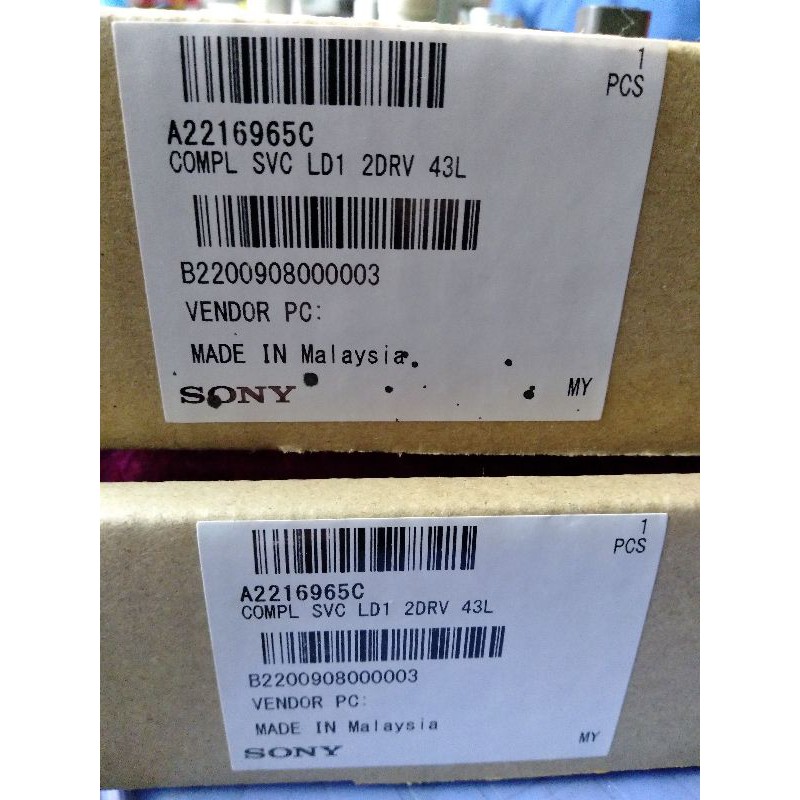 1
PCS
A2216965C
COMPL SVC LD1 2DRV 43L
B2200908000003
VENDOR PC:
MADE IN Malaysia
SONY
MY
1
PCS
A2216965C
COMPL SVC LD1 2DRV 43L
B2200908000003
VENDOR PC:
MADE IN Malaysia
SONY
MY